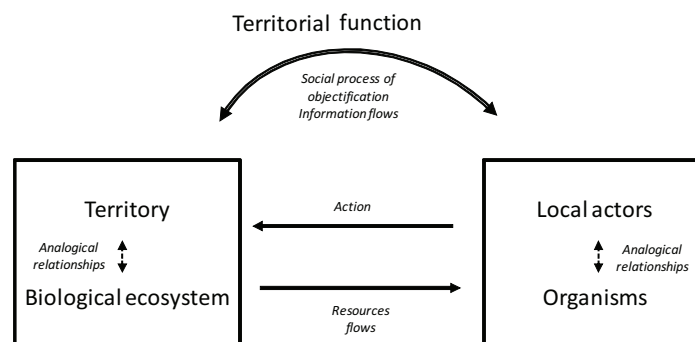 Territorial function
Social process of
objectification
Information flows
Territory
Analogical
relationships
Biological ecosystem
Action
Resources
flows
Local actors
Analogical
relationships
Organisms